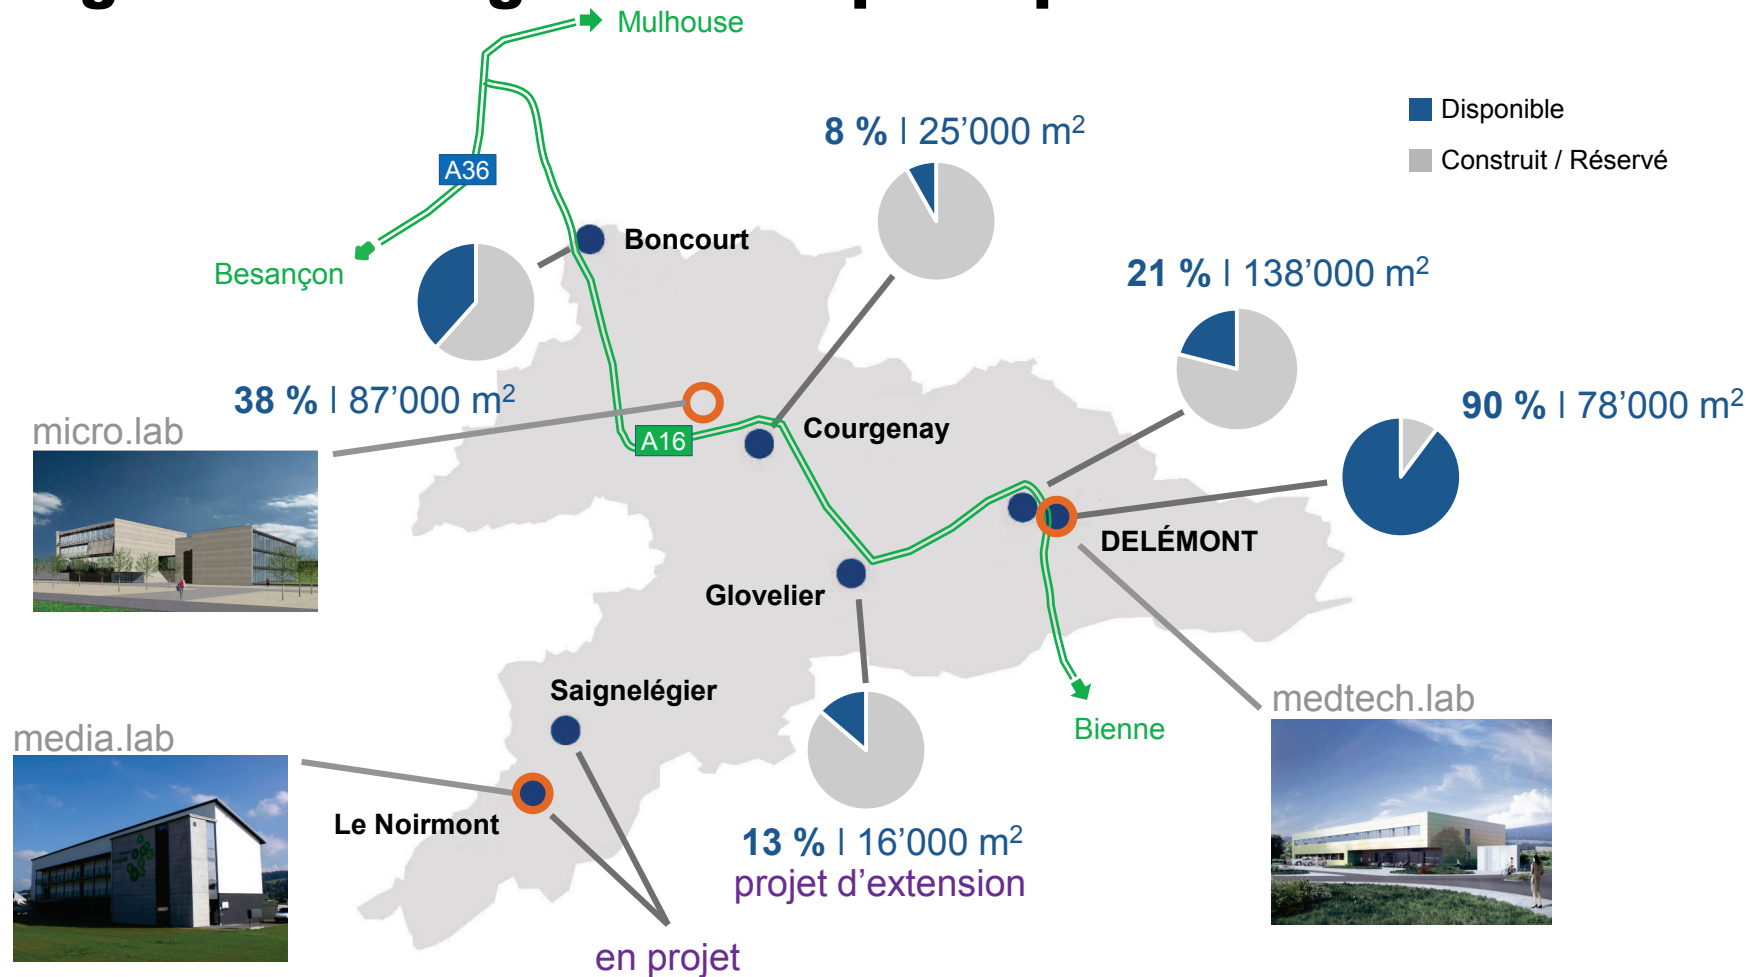 Mulhouse
Disponible
8 % | 25’000 m²
Construit / Réservé
A36
Boncourt
Besançon
21 % | 138’000 m²
38 % | 87’000 m²
90 % | 78’000 m²
micro.lab
A16
Courgenay
DELÉMONT
Glovelier
Saignelégier
medtech.lab
Bienne
media.lab
Le Noirmont
13 % | 16’000 m²
projet d’extension
en projet